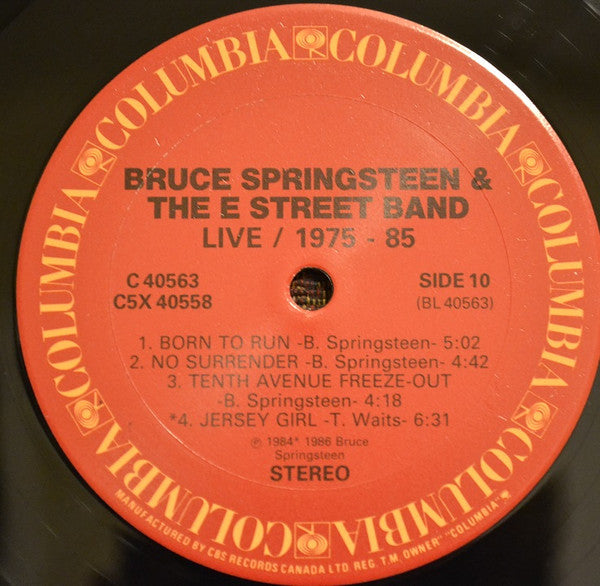 COLUMBIA COLUMBIA COLUMBIA COLUMBIA COLUMBIA COLUMBIA
BRUCE SPRINGSTEEN &
THE E STREET BAND
LIVE / 1975 - 85
C 40563
C5X 40558
SIDE 10
(BL 40563)
1. BORN TO RUN -B. Springsteen- 5:02
2. NO SURRENDER -B. Springsteen- 4:42
3. TENTH AVENUE FREEZE-OUT
-B. Springsteen- 4:18
*4. JERSEY GIRL -T. Waits- 6:31
℗ 1984* 1986 Bruce
Springsteen
STEREO
MANUFACTURED BY CBS RECORDS CANADA LTD. REG. T.M. OWNER* "COLUMBIA"*